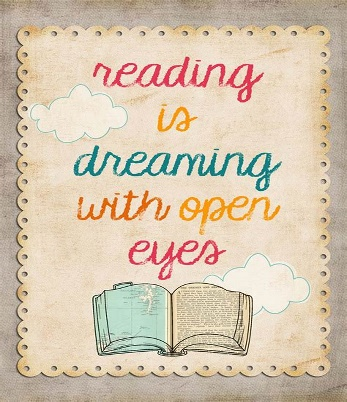 reading
is
dreaming
with open
eyes